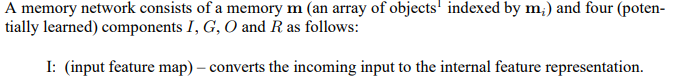 A memory network consists of a memory m (an array of objects¹ indexed by mᵢ) and four (poten-
tially learned) components I, G, O and R as follows:
I: (input feature map) – converts the incoming input to the internal feature representation.